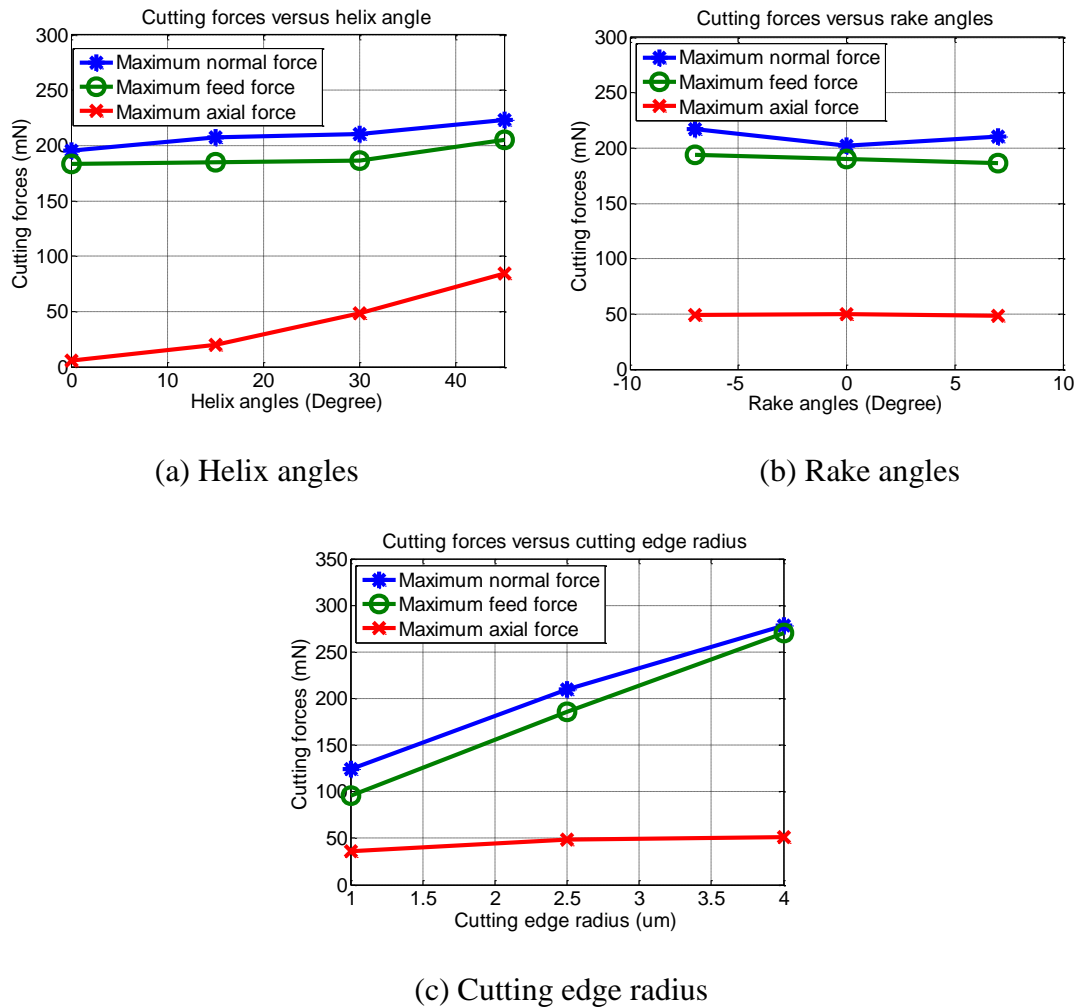 Cutting forces versus helix angle
300
250
200
150
100
50
0
Cutting forces (mN)
Maximum normal force
Maximum feed force
Maximum axial force
0 10 20 30 40
Helix angles (Degree)
(a) Helix angles
Cutting forces versus rake angles
300
250
200
150
100
50
0
Cutting forces (mN)
Maximum normal force
Maximum feed force
Maximum axial force
-10 -5 0 5 10
Rake angles (Degree)
(b) Rake angles
Cutting forces versus cutting edge radius
350
300
250
200
150
100
50
0
Cutting forces (mN)
Maximum normal force
Maximum feed force
Maximum axial force
1 1.5 2 2.5 3 3.5 4
Cutting edge radius (um)
(c) Cutting edge radius